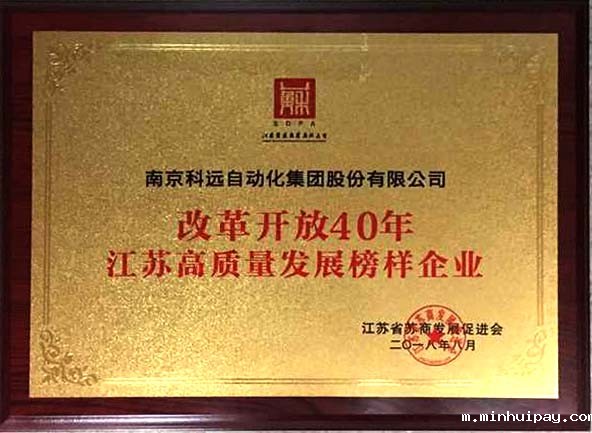 SDPA
南京科远自动化集团股份有限公司
改革开放40年
江苏高质量发展榜样企业
江苏省苏商发展促进会
二〇一八年八月
m.minhuipay.com